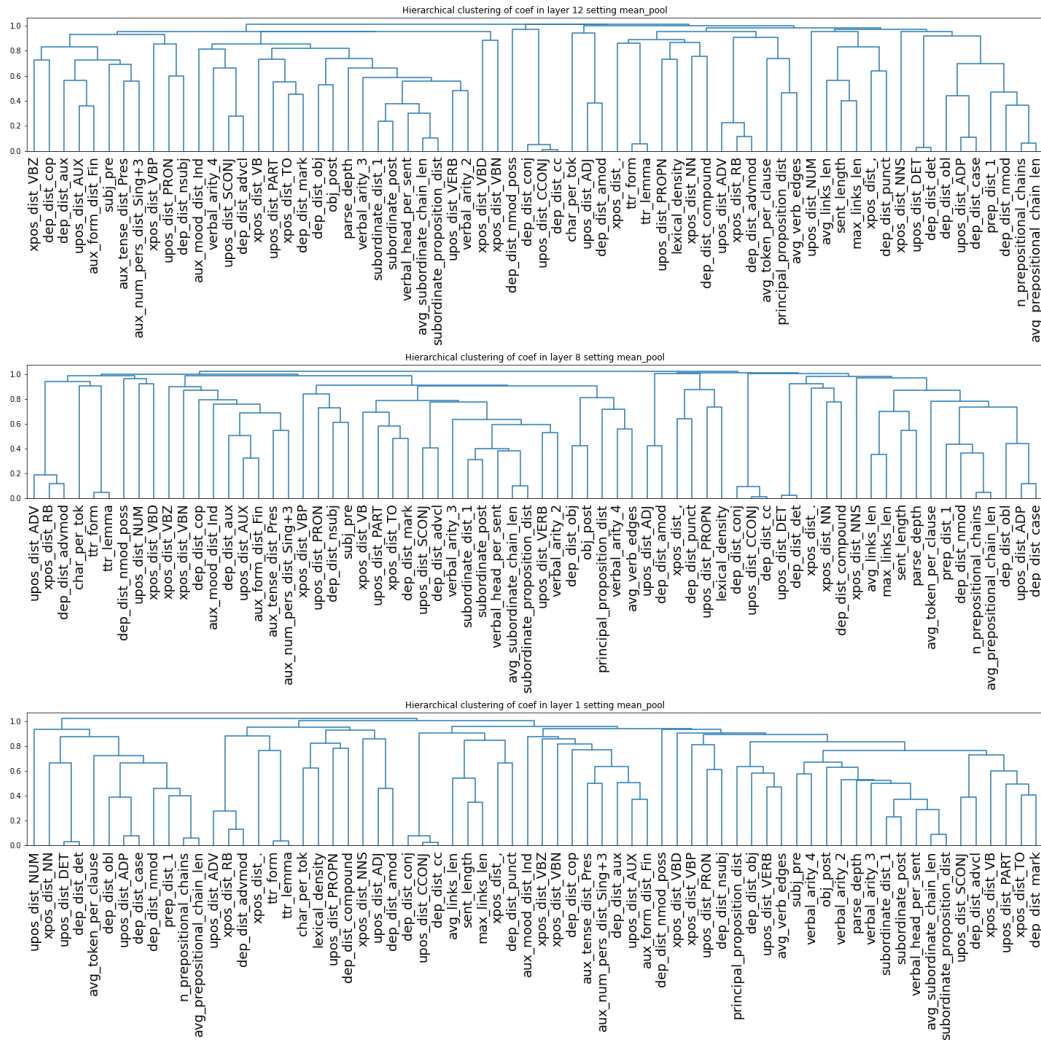 Hierarchical clustering of coef in layer 12 setting mean_pool
1.0
0.8
0.6
0.4
0.2
0.0
xpos_dist_VBZ
dep_dist_cop
dep_dist_aux
upos_dist_AUX
aux_form_dist_Fin
subj_pre
aux_tense_dist_Pres
aux_num_pers_dist_Sing+3
xpos_dist_VBP
upos_dist_PRON
dep_dist_nsubj
aux_mood_dist_Ind
verbal_arity_4
upos_dist_SCONJ
dep_dist_advcl
xpos_dist_VB
upos_dist_PART
xpos_dist_TO
dep_dist_mark
dep_dist_obj
obj_post
parse_depth
verbal_arity_3
subordinate_dist_1
subordinate_post
verbal_head_per_sent
avg_subordinate_chain_len
subordinate_proposition_dist
upos_dist_VERB
verbal_arity_2
xpos_dist_VBD
xpos_dist_VBN
dep_dist_nmod_poss
dep_dist_conj
upos_dist_CCONJ
dep_dist_cc
char_per_tok
upos_dist_ADJ
dep_dist_amod
xpos_dist_.
ttr_form
ttr_lemma
upos_dist_PROPN
lexical_density
xpos_dist_NN
dep_dist_compound
upos_dist_ADV
xpos_dist_RB
dep_dist_advmod
avg_token_per_clause
principal_proposition_dist
avg_verb_edges
upos_dist_NUM
avg_links_len
sent_length
max_links_len
xpos_dist_,
dep_dist_punct
xpos_dist_NNS
upos_dist_DET
dep_dist_det
dep_dist_obl
upos_dist_ADP
dep_dist_case
prep_dist_1
dep_dist_nmod
n_prepositional_chains
avg_prepositional_chain_len
Hierarchical clustering of coef in layer 8 setting mean_pool
1.0
0.8
0.6
0.4
0.2
0.0
upos_dist_ADV
xpos_dist_RB
dep_dist_advmod
char_per_tok
ttr_form
ttr_lemma
dep_dist_nmod_poss
upos_dist_NUM
xpos_dist_VBD
xpos_dist_VBZ
xpos_dist_VBN
dep_dist_cop
aux_mood_dist_Ind
dep_dist_aux
upos_dist_AUX
aux_form_dist_Fin
aux_tense_dist_Pres
aux_num_pers_dist_Sing+3
xpos_dist_VBP
upos_dist_PRON
dep_dist_nsubj
subj_pre
xpos_dist_VB
upos_dist_PART
xpos_dist_TO
dep_dist_mark
upos_dist_SCONJ
dep_dist_advcl
verbal_arity_3
subordinate_dist_1
subordinate_post
verbal_head_per_sent
avg_subordinate_chain_len
subordinate_proposition_dist
upos_dist_VERB
verbal_arity_2
dep_dist_obj
obj_post
principal_proposition_dist
verbal_arity_4
avg_verb_edges
upos_dist_ADJ
dep_dist_amod
xpos_dist_,
dep_dist_punct
upos_dist_PROPN
lexical_density
dep_dist_conj
upos_dist_CCONJ
dep_dist_cc
upos_dist_DET
dep_dist_det
xpos_dist_.
xpos_dist_NN
dep_dist_compound
xpos_dist_NNS
avg_links_len
max_links_len
sent_length
parse_depth
avg_token_per_clause
prep_dist_1
dep_dist_nmod
n_prepositional_chains
avg_prepositional_chain_len
dep_dist_obl
upos_dist_ADP
dep_dist_case
Hierarchical clustering of coef in layer 1 setting mean_pool
1.0
0.8
0.6
0.4
0.2
0.0
upos_dist_NUM
xpos_dist_NN
upos_dist_DET
dep_dist_det
avg_token_per_clause
dep_dist_obl
upos_dist_ADP
dep_dist_case
dep_dist_nmod
prep_dist_1
n_prepositional_chains
avg_prepositional_chain_len
upos_dist_ADV
xpos_dist_RB
dep_dist_advmod
xpos_dist_.
ttr_form
ttr_lemma
char_per_tok
lexical_density
upos_dist_PROPN
dep_dist_compound
xpos_dist_NNS
upos_dist_ADJ
dep_dist_amod
dep_dist_conj
upos_dist_CCONJ
dep_dist_cc
avg_links_len
sent_length
max_links_len
xpos_dist_,
dep_dist_punct
aux_mood_dist_Ind
xpos_dist_VBZ
xpos_dist_VBN
dep_dist_cop
aux_tense_dist_Pres
aux_num_pers_dist_Sing+3
dep_dist_aux
upos_dist_AUX
aux_form_dist_Fin
dep_dist_nmod_poss
xpos_dist_VBD
xpos_dist_VBP
upos_dist_PRON
dep_dist_nsubj
principal_proposition_dist
dep_dist_obj
upos_dist_VERB
avg_verb_edges
subj_pre
verbal_arity_4
obj_post
verbal_arity_2
parse_depth
verbal_arity_3
subordinate_dist_1
subordinate_post
verbal_head_per_sent
avg_subordinate_chain_len
subordinate_proposition_dist
upos_dist_SCONJ
dep_dist_advcl
xpos_dist_VB
upos_dist_PART
xpos_dist_TO
dep_dist_mark